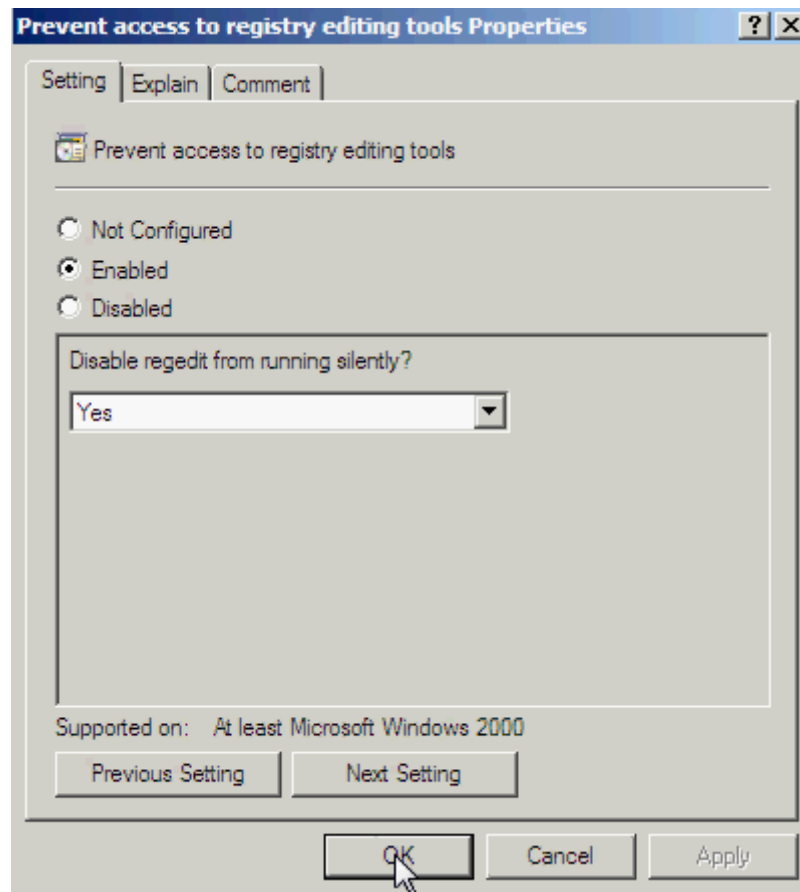 Prevent access to registry editing tools Properties ? X
Setting Explain Comment
Prevent access to registry editing tools
Not Configured
Enabled
Disabled
Disable regedit from running silently?
Yes
Supported on: At least Microsoft Windows 2000
Previous Setting Next Setting
OK Cancel Apply